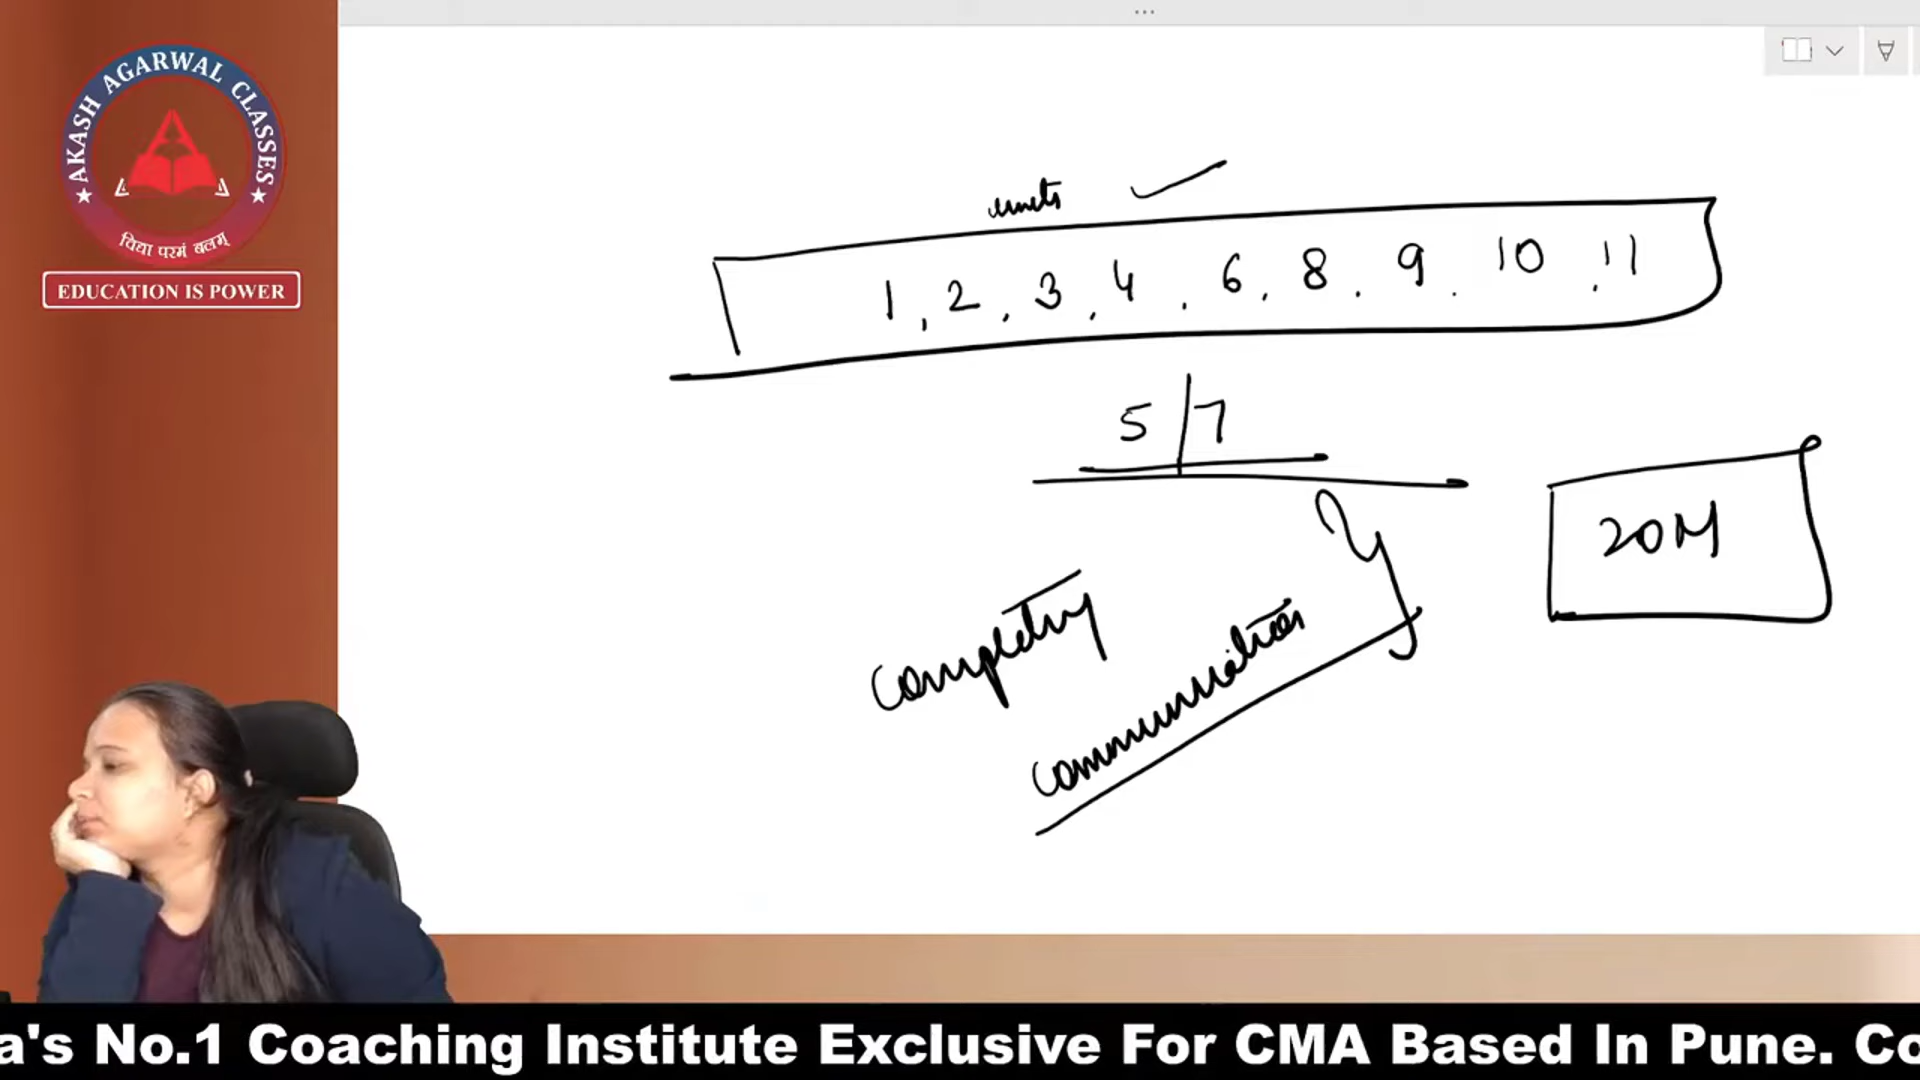 AKASH AGARWAL CLASSES
विद्या परमं बलम्
EDUCATION IS POWER
units
1, 2, 3, 4, 6, 8, 9, 10, 11
5 7
20M
completry
communication
a's No.1 Coaching Institute Exclusive For CMA Based In Pune. Co